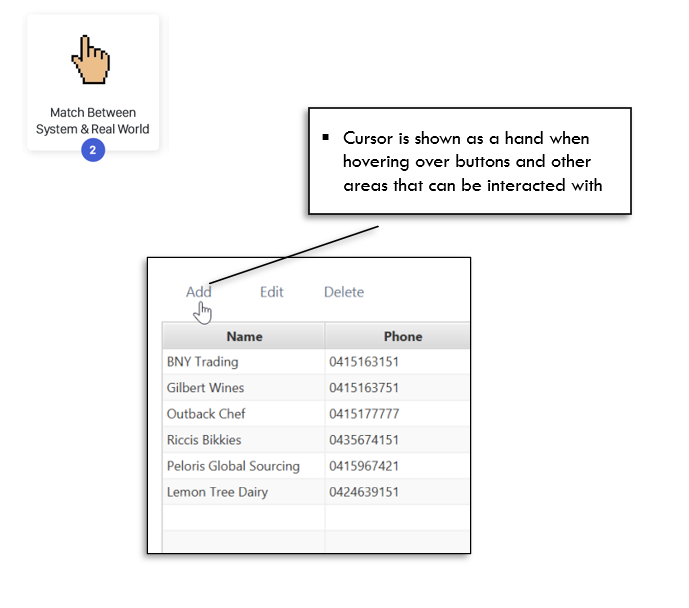 Match Between
System & Real World
2
▪ Cursor is shown as a hand when
hovering over buttons and other
areas that can be interacted with
Add Edit Delete
Name Phone
BNY Trading 0415163151
Gilbert Wines 0415163751
Outback Chef 0415177777
Riccis Bikkies 0435674151
Peloris Global Sourcing 0415967421
Lemon Tree Dairy 0424639151